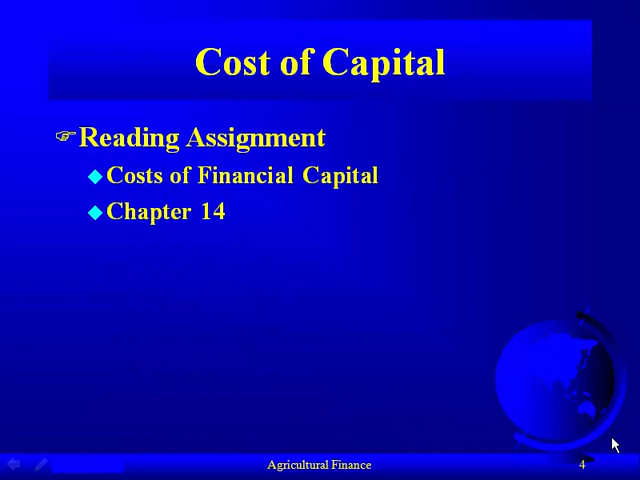 Cost of Capital
Reading Assignment
Costs of Financial Capital
Chapter 14
Agricultural Finance
4